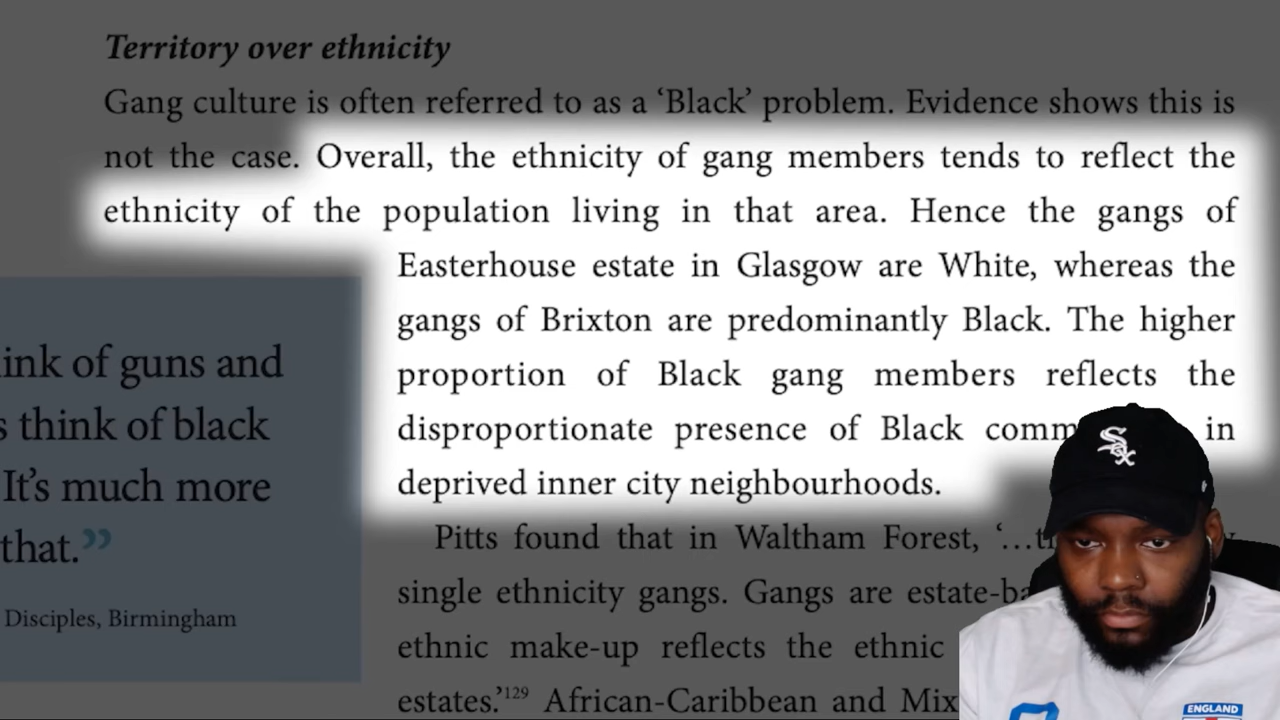 Territory over ethnicity
Gang culture is often referred to as a ‘Black’ problem. Evidence shows this is
not the case. Overall, the ethnicity of gang members tends to reflect the
ethnicity of the population living in that area. Hence the gangs of
Easterhouse estate in Glasgow are White, whereas the
gangs of Brixton are predominantly Black. The higher
proportion of Black gang members reflects the
disproportionate presence of Black in
deprived inner city neighbourhoods.
Pitts found that in Waltham Forest, ‘…
single ethnicity gangs. Gangs are
ethnic make-up reflects the ethnic
estates.’129 African-Caribbean and
of guns and
think of black
It’s much more
that.”
Disciples, Birmingham
Sox
ENGLAND